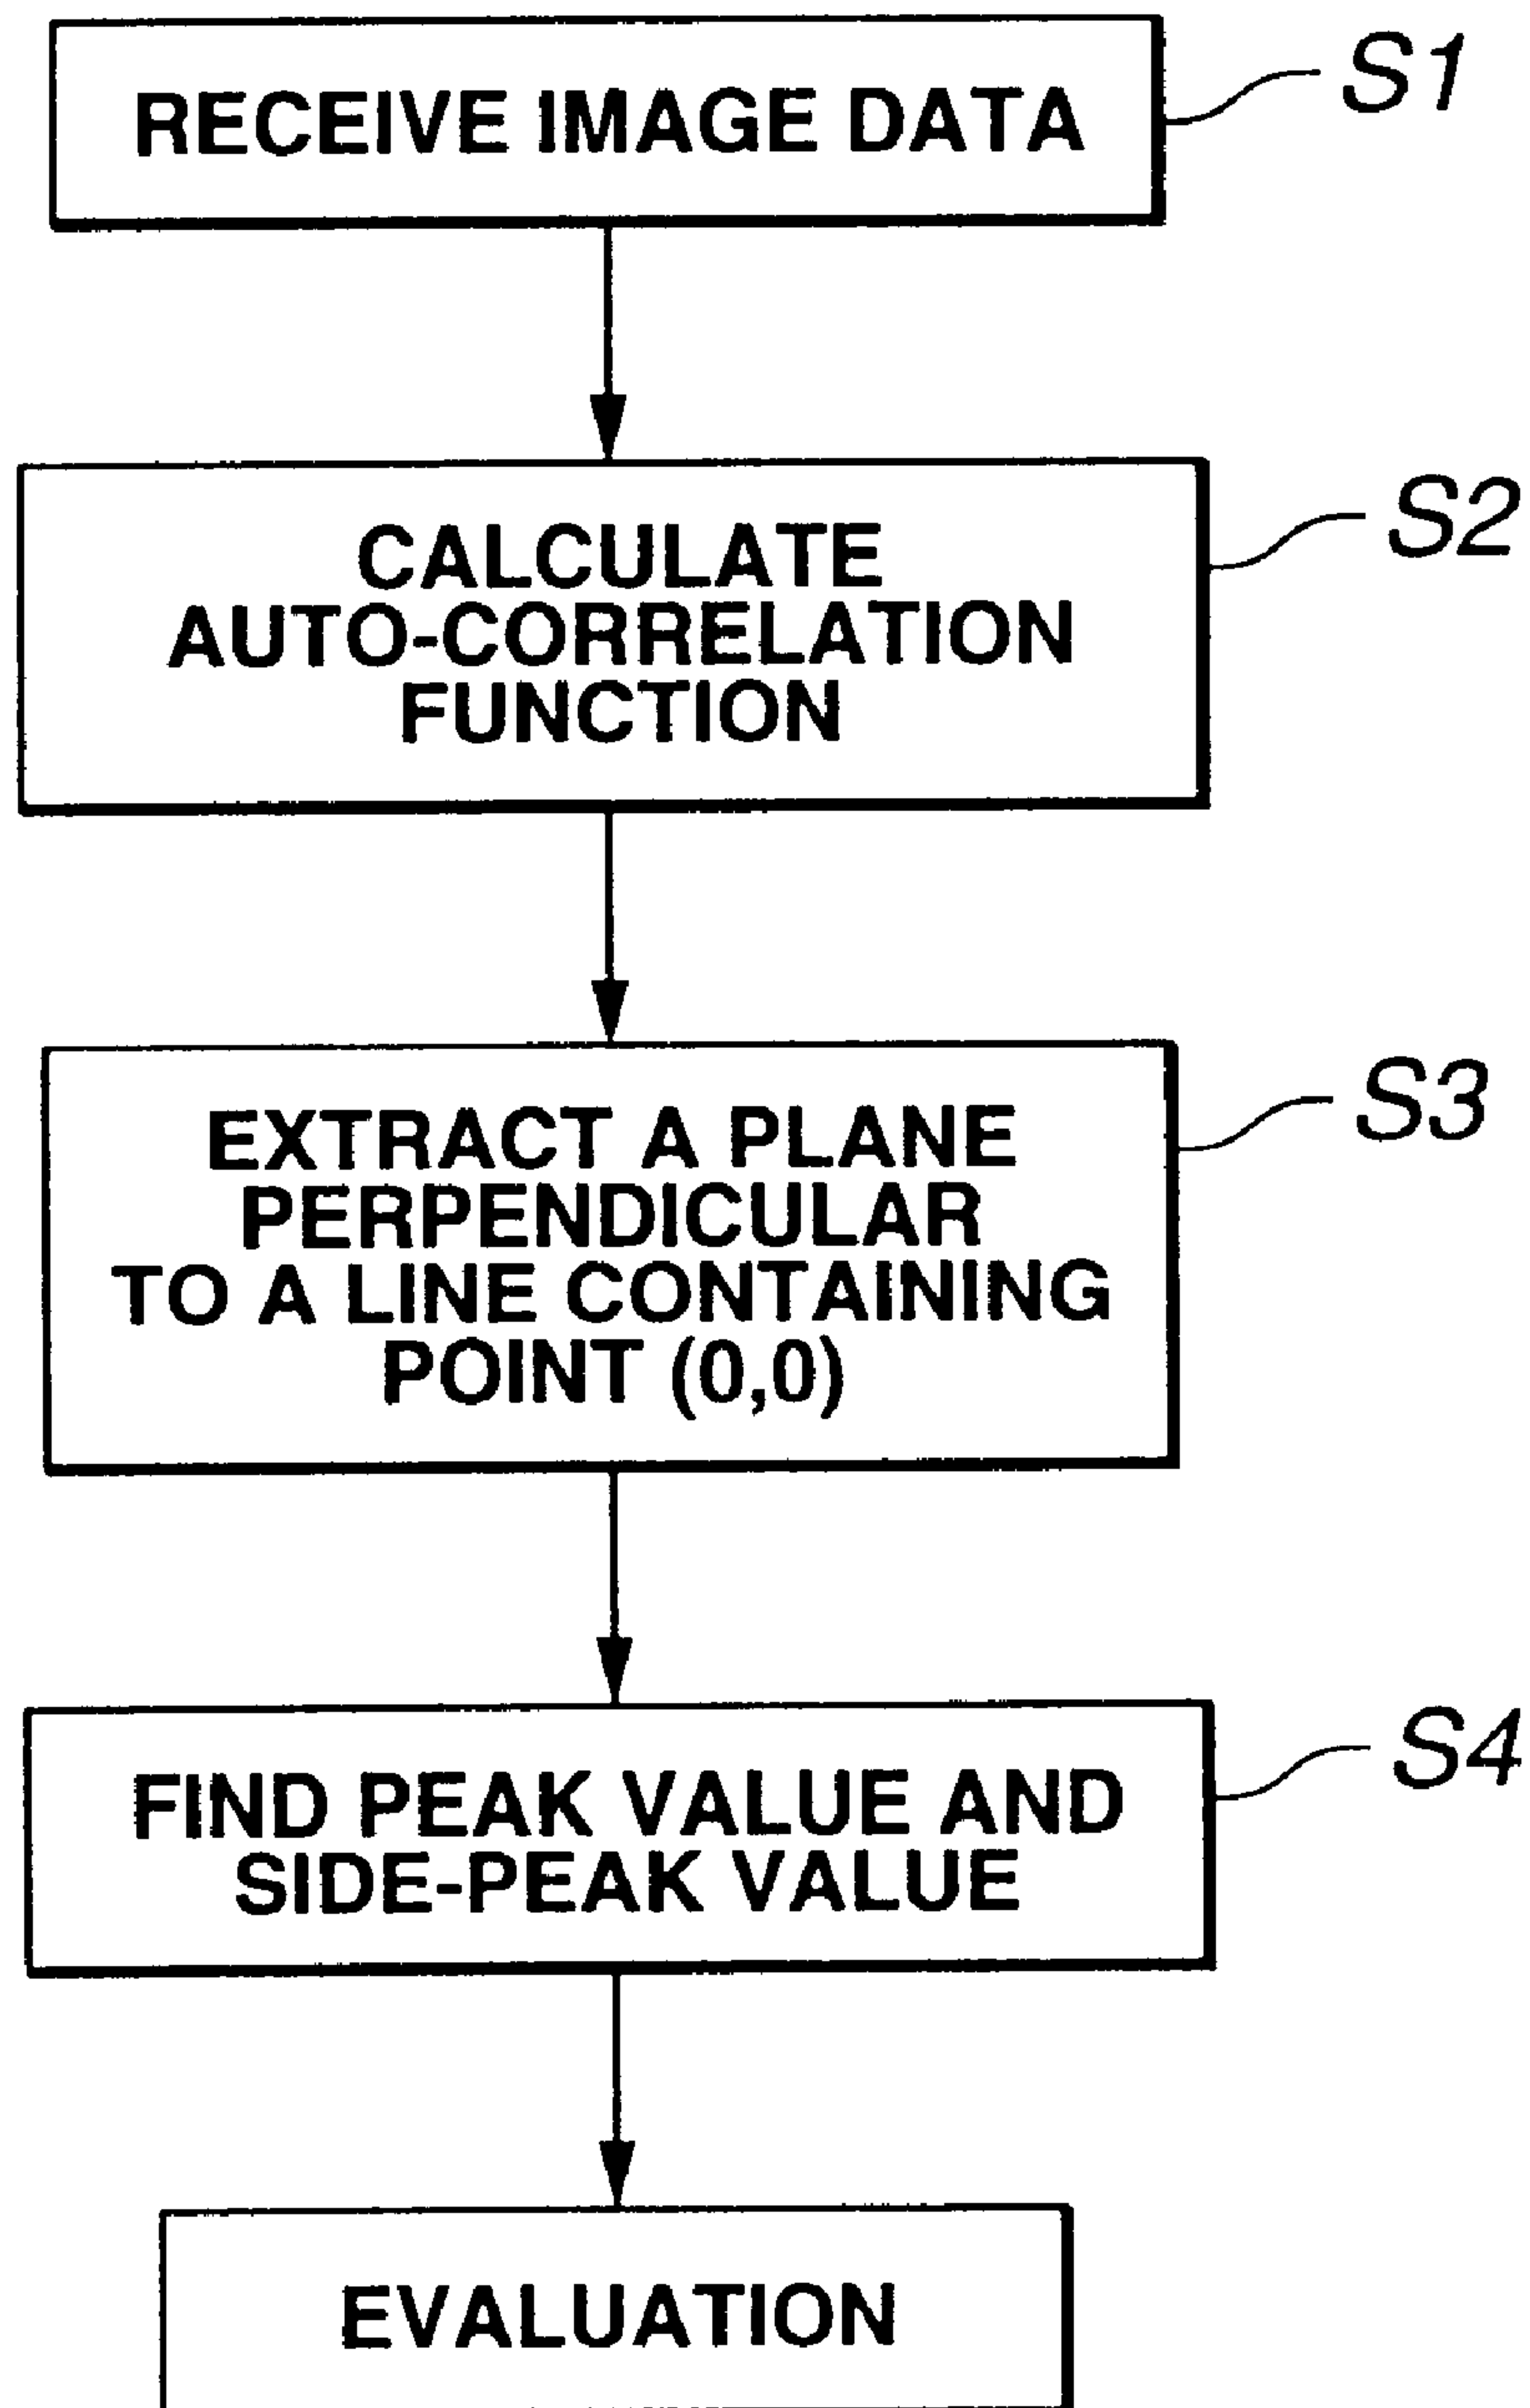 RECEIVE IMAGE DATA
S1
CALCULATE
AUTO-CORRELATION
FUNCTION
S2
EXTRACT A PLANE
PERPENDICULAR
TO A LINE CONTAINING
POINT (0,0)
S3
FIND PEAK VALUE AND
SIDE-PEAK VALUE
S4
EVALUATION